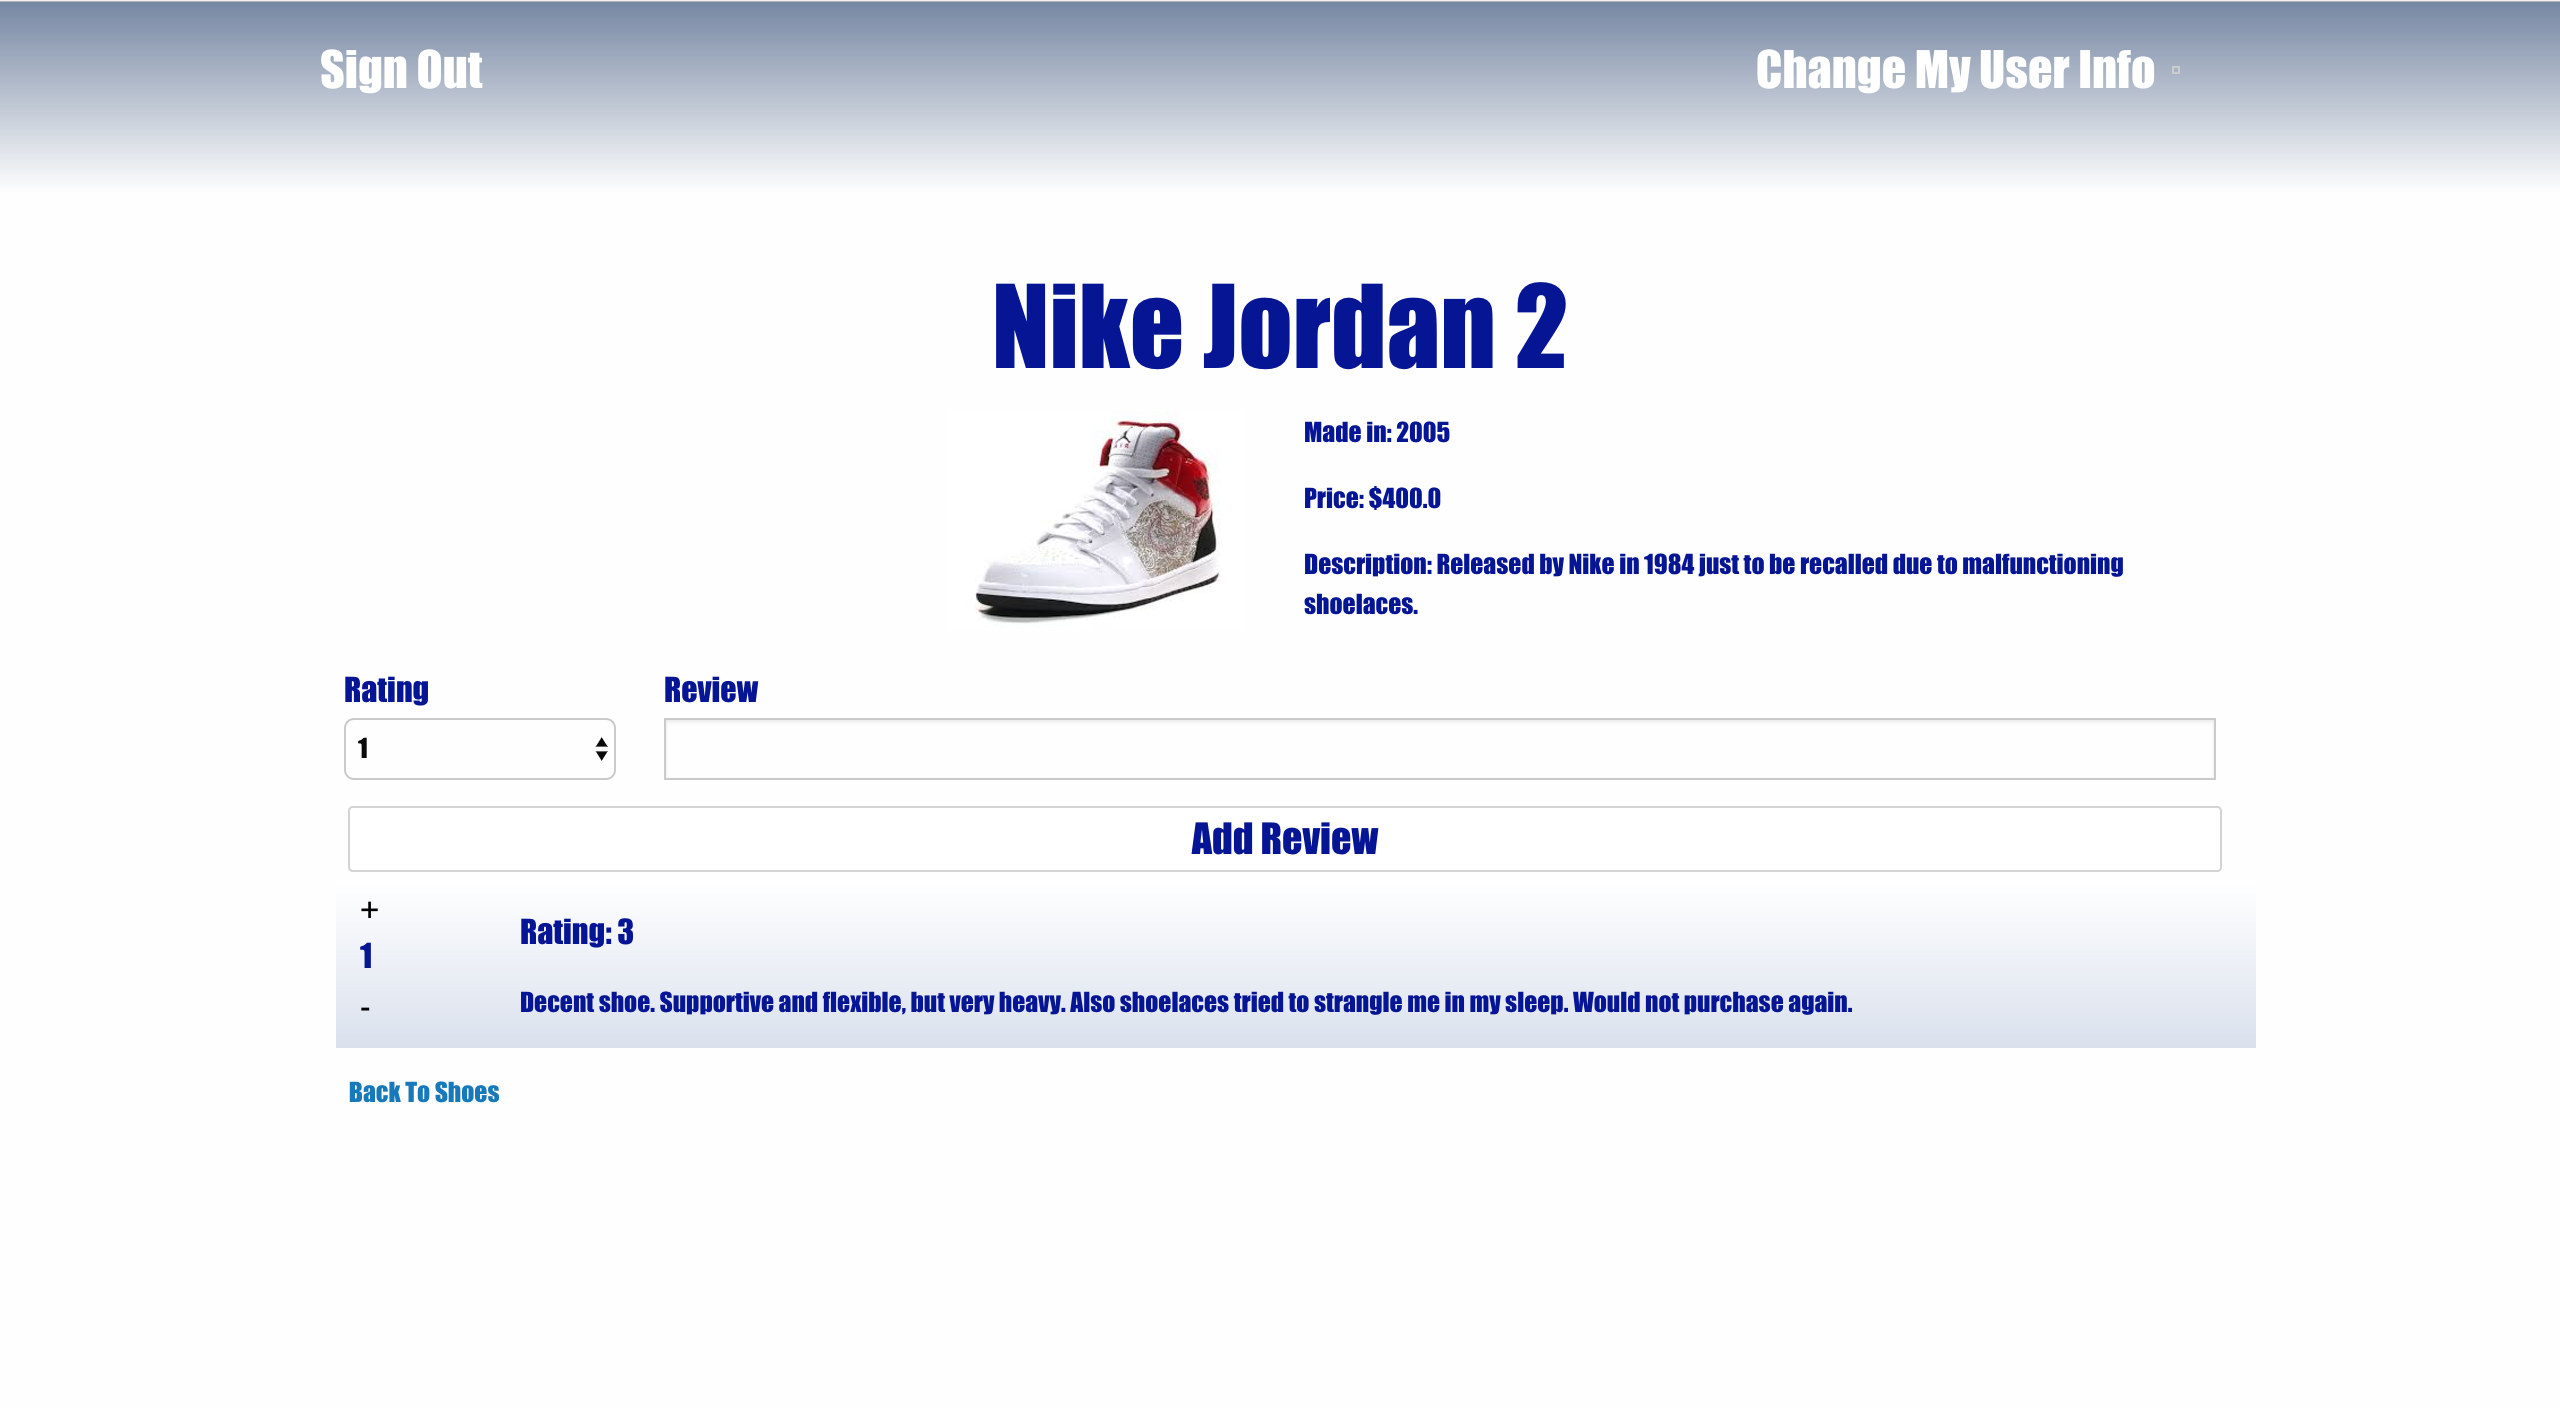 Sign Out
Change My User Info
Nike Jordan 2
AIR
Made in: 2005
Price: $400.0
Description: Released by Nike in 1984 just to be recalled due to malfunctioning
shoelaces.
Rating
Review
1
Add Review
+
1
-
Rating: 3
Decent shoe. Supportive and flexible, but very heavy. Also shoelaces tried to strangle me in my sleep. Would not purchase again.
Back To Shoes